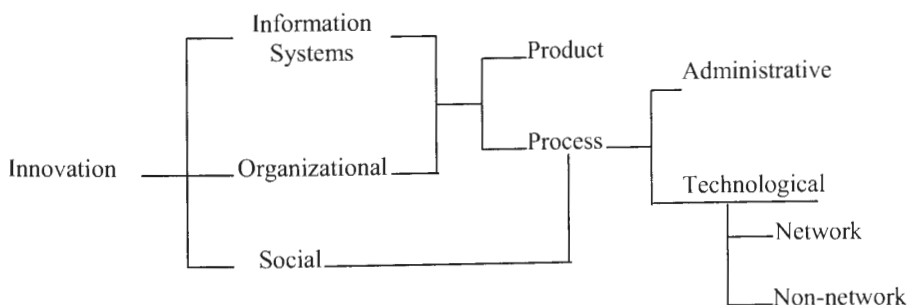 Information
Systems
Product
Administrative
Innovation
Organizational
Process
Technological
Social
Network
Non-network